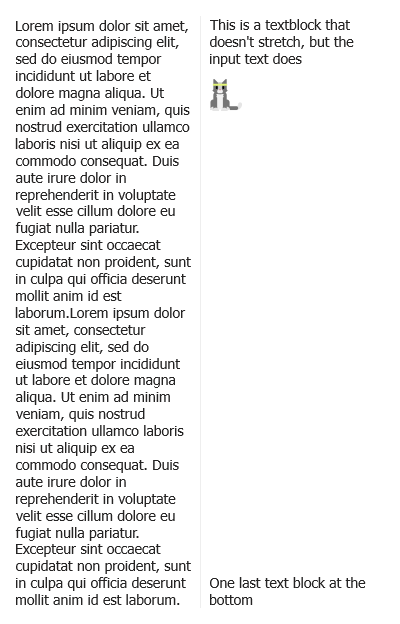 Lorem ipsum dolor sit amet,
consectetur adipiscing elit,
sed do eiusmod tempor
incididunt ut labore et
dolore magna aliqua. Ut
enim ad minim veniam, quis
nostrud exercitation ullamco
laboris nisi ut aliquip ex ea
commodo consequat. Duis
aute irure dolor in
reprehenderit in voluptate
velit esse cillum dolore eu
fugiat nulla pariatur.
Excepteur sint occaecat
cupidatat non proident, sunt
in culpa qui officia deserunt
mollit anim id est
laborum.Lorem ipsum dolor
sit amet, consectetur
adipiscing elit, sed do
eiusmod tempor incididunt
ut labore et dolore magna
aliqua. Ut enim ad minim
veniam, quis nostrud
exercitation ullamco laboris
nisi ut aliquip ex ea
commodo consequat. Duis
aute irure dolor in
reprehenderit in voluptate
velit esse cillum dolore eu
fugiat nulla pariatur.
Excepteur sint occaecat
cupidatat non proident, sunt
in culpa qui officia deserunt
mollit anim id est laborum.
This is a textblock that
doesn't stretch, but the
input text does
One last text block at the
bottom